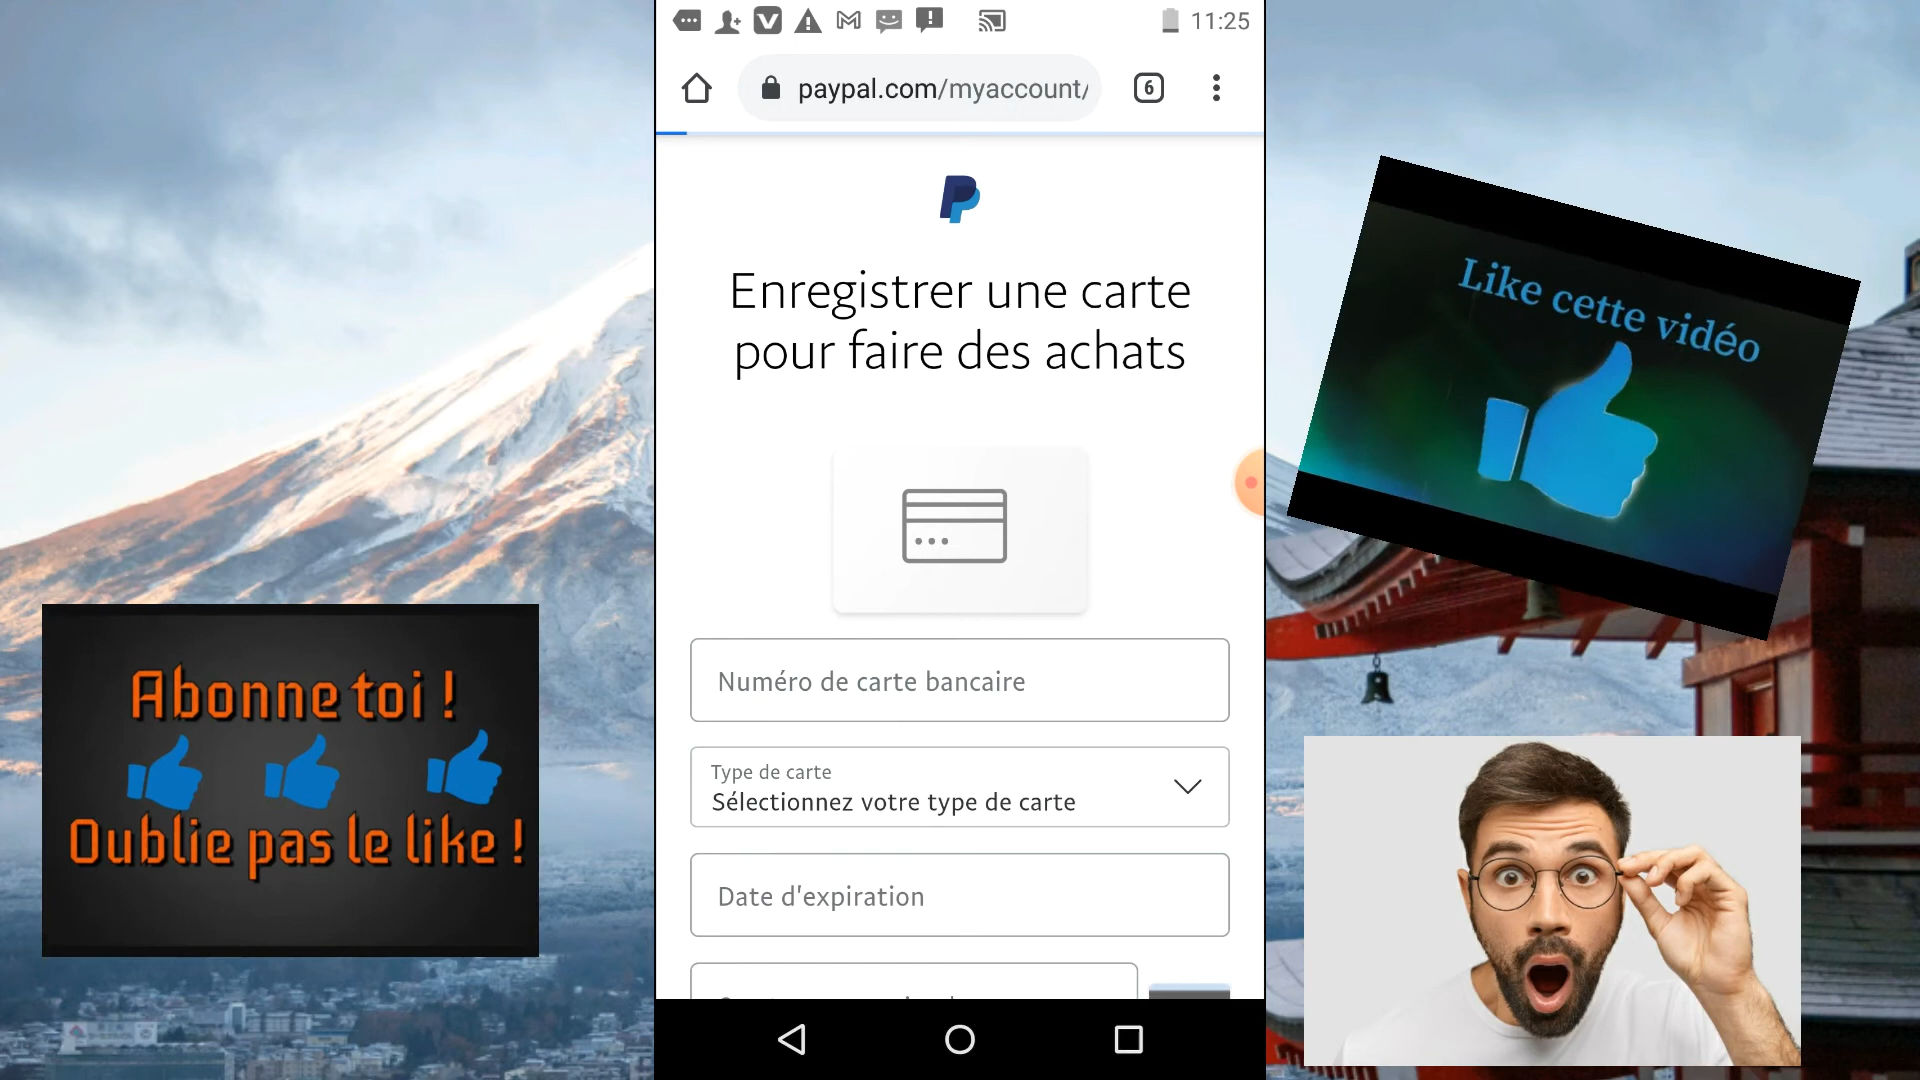 11:25
paypal.com/myaccount/
6
Enregistrer une carte
pour faire des achats
Numéro de carte bancaire
Type de carte
Sélectionnez votre type de carte
Date d'expiration
Abonne toi !
Oublie pas le like !
Like cette vidéo